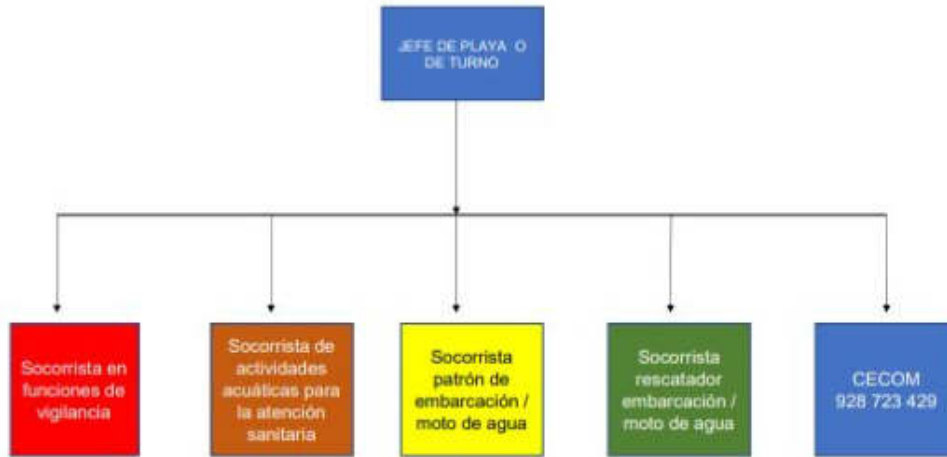 JEFE DE PLAYA O
DE TURNO
Socorrista en
funciones de
vigilancia
Socorrista de
actividades
acuáticas para
la atención
sanitaria
Socorrista
patrón de
embarcación /
moto de agua
Socorrista
rescatador
embarcación /
moto de agua
CECOM
928 723 429